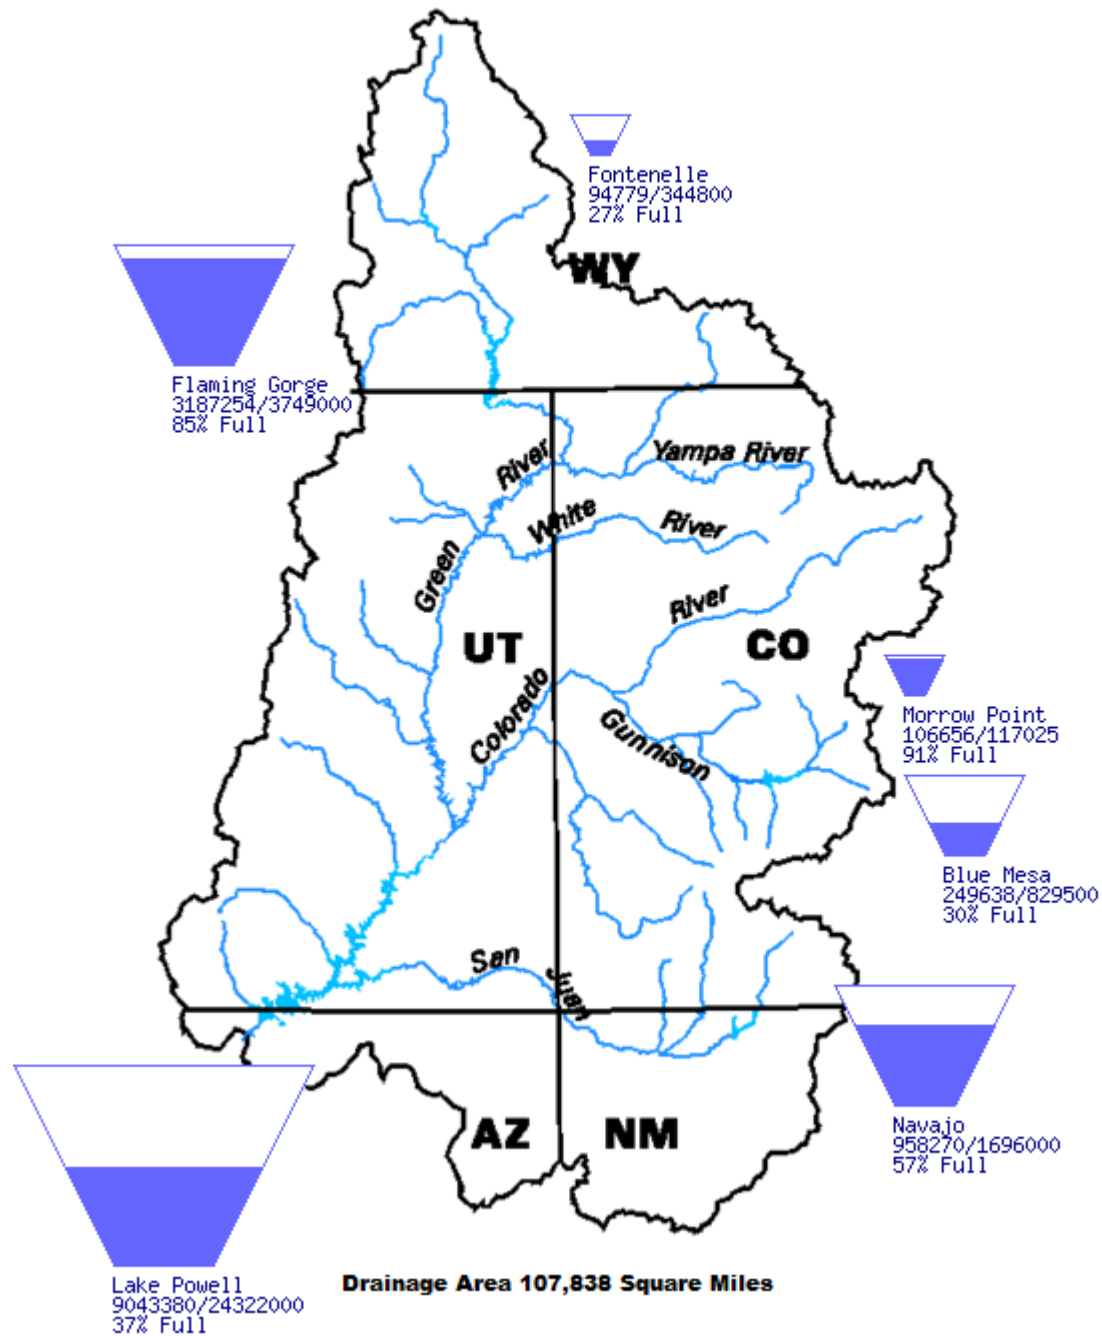 Fontenelle
94779/344800
27% Full
WY
Flaming Gorge
3187254/3749000
85% Full
Yampa River
River
White
River
Green
River
UT
CO
Colorado
Gunnison
Morrow Point
106656/117025
91% Full
Blue Mesa
249638/829500
30% Full
San
Juan
AZ
NM
Navajo
958270/1696000
57% Full
Lake Powell
9043380/24322000
37% Full
Drainage Area 107,838 Square Miles